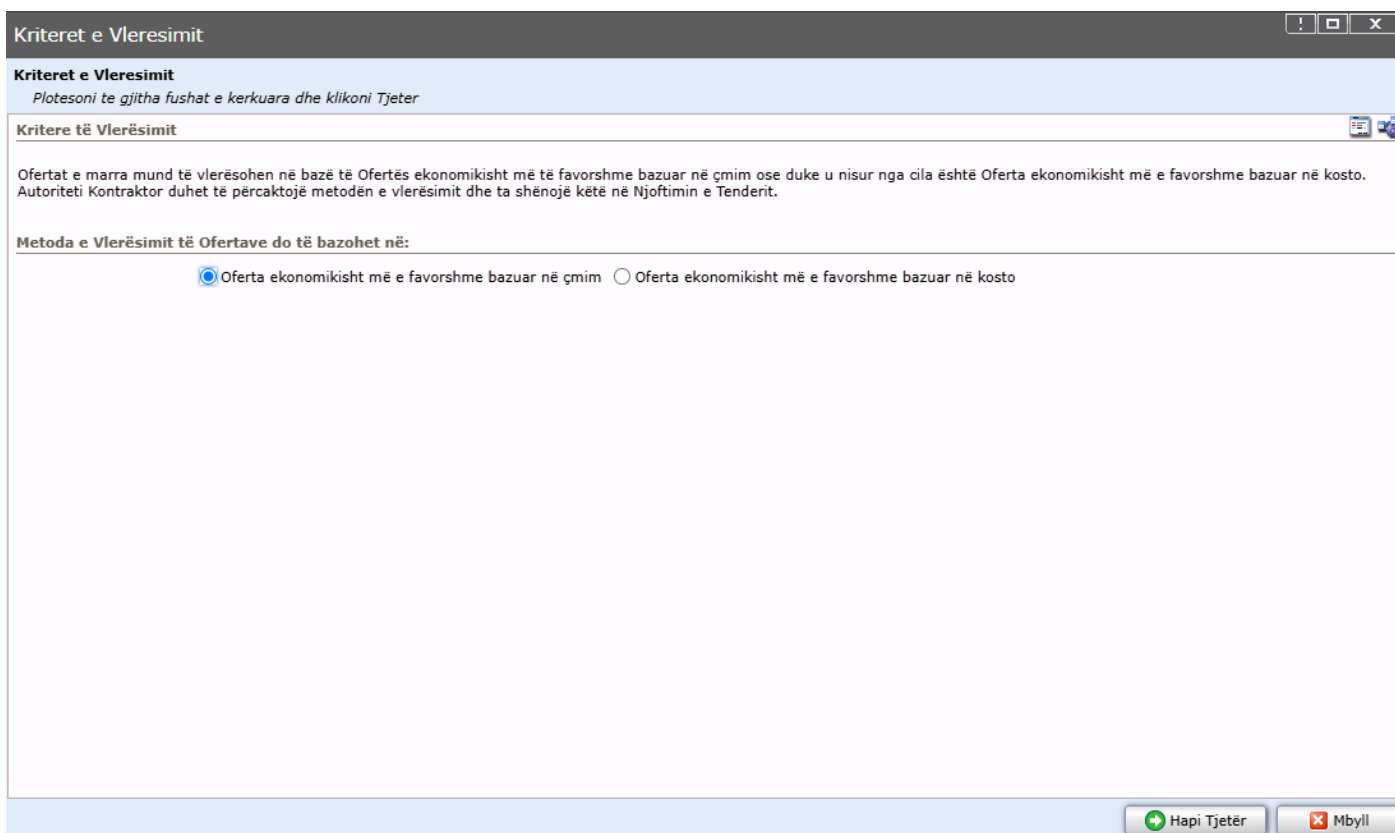 Kriteret e Vleresimit
Kriteret e Vleresimit
Plotesoni te gjitha fushat e kerkuara dhe klikoni Tjeter
Kritere të Vlerësimit
Ofertat e marra mund të vlerësohen në bazë të Ofertës ekonomikisht më të favorshme bazuar në çmim ose duke u nisur nga cila është Oferta ekonomikisht më e favorshme bazuar në kosto.
Autoriteti Kontraktor duhet të përcaktojë metodën e vlerësimit dhe ta shënojë këtë në Njoftimin e Tenderit.
Metoda e Vlerësimit të Ofertave do të bazohet në:
Oferta ekonomikisht më e favorshme bazuar në çmim Oferta ekonomikisht më e favorshme bazuar në kosto
Hapi Tjetër Mbyll